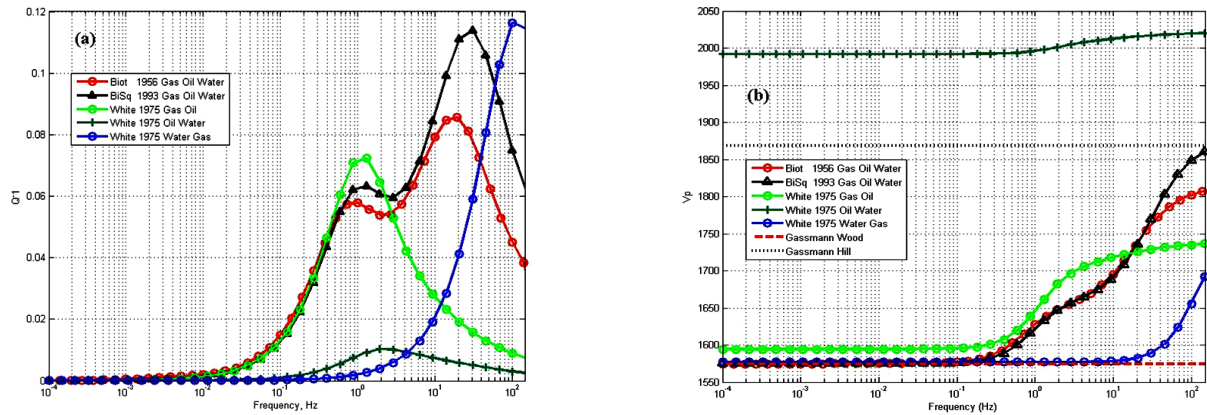 0.12
0.1
0.08
0.06
0.04
0.02
0
Q-1
(a)
Biot 1956 Gas Oil Water
BiSq 1993 Gas Oil Water
White 1975 Gas Oil
White 1975 Oil Water
White 1975 Water Gas
10-4
10-3
10-2
10-1
100
101
102
Frequency, Hz
2050
2000
1950
1900
1850
1800
1750
1700
1650
1600
1550
Vp
(b)
Biot 1956 Gas Oil Water
BiSq 1993 Gas Oil Water
White 1975 Gas Oil
White 1975 Oil Water
White 1975 Water Gas
Gassmann Wood
Gassmann Hill
10-4
10-3
10-2
10-1
100
101
102
Frequency (Hz)